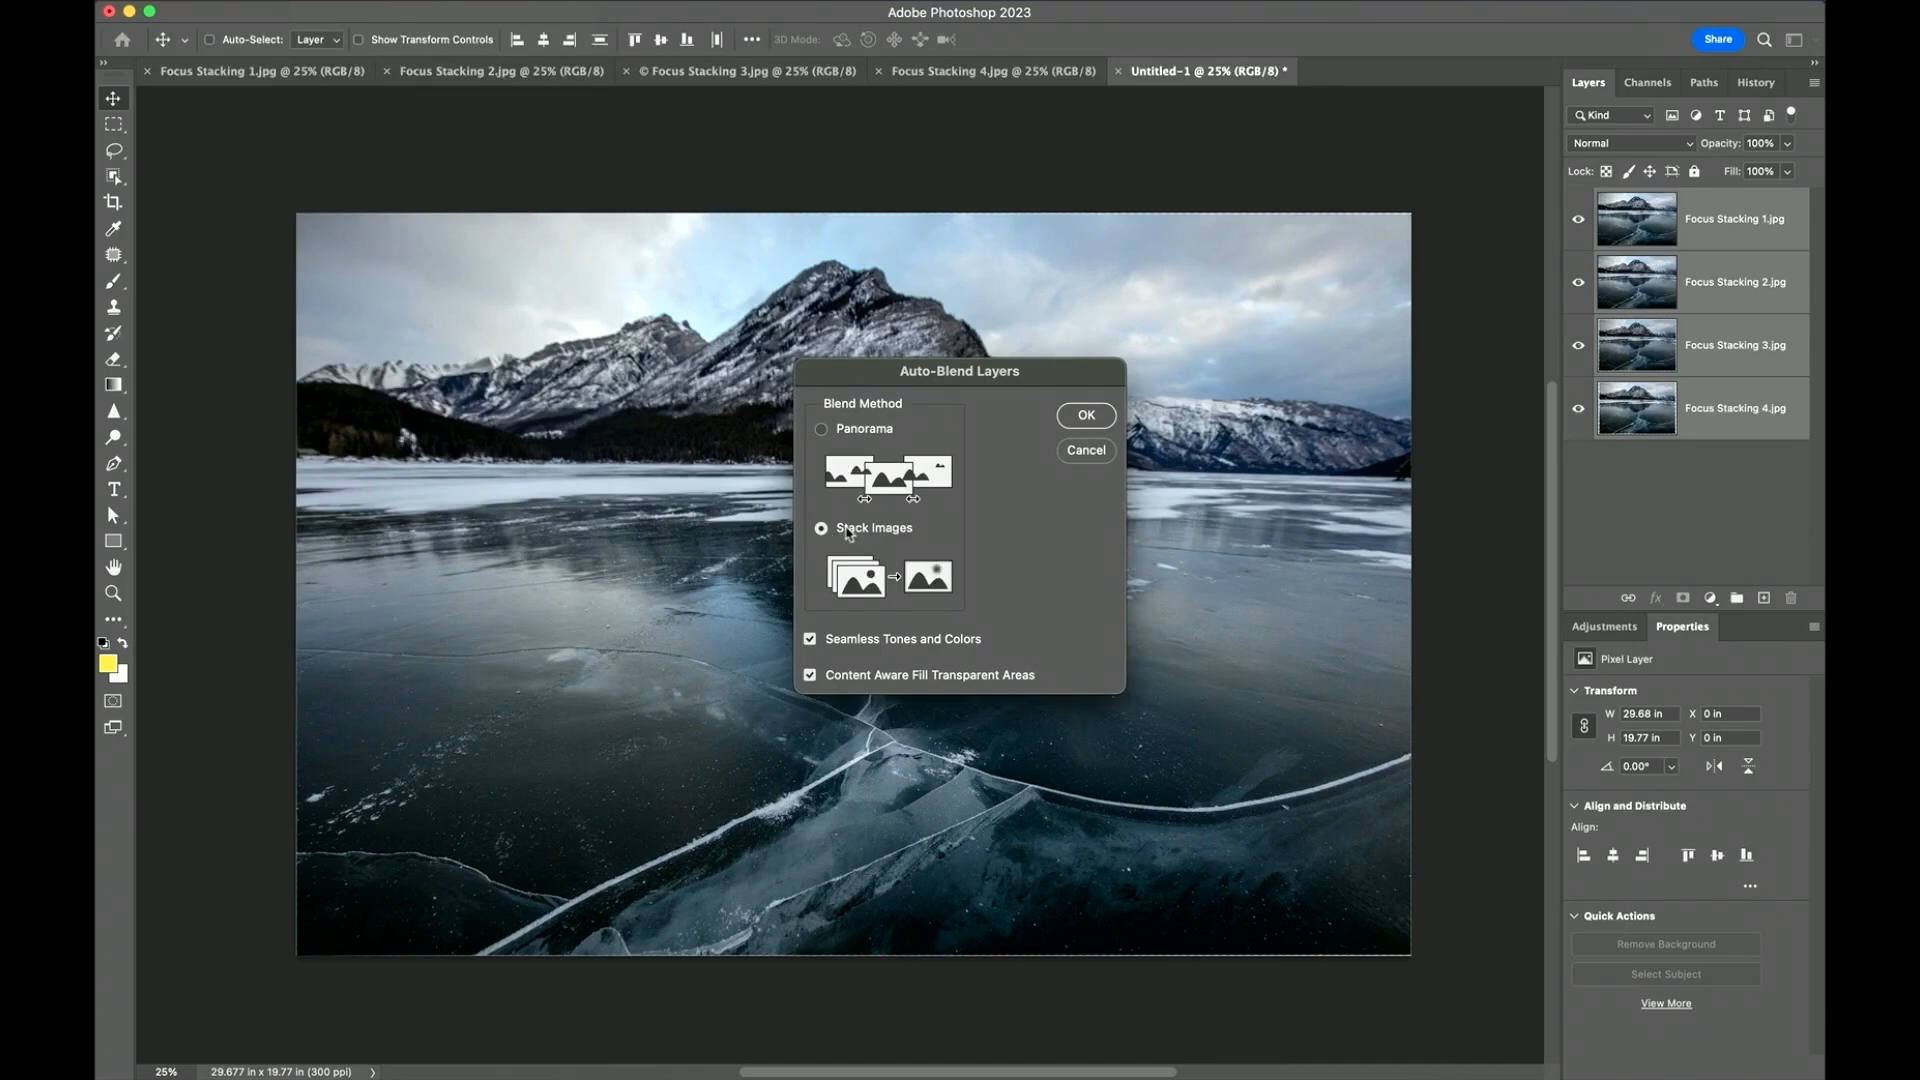 Adobe Photoshop 2023
Auto-Select: Layer Show Transform Controls 3D Mode: Share
Focus Stacking 1.jpg @ 25% (RGB/8) Focus Stacking 2.jpg @ 25% (RGB/8) © Focus Stacking 3.jpg @ 25% (RGB/8) Focus Stacking 4.jpg @ 25% (RGB/8) Untitled-1 @ 25% (RGB/8) *
Layers Channels Paths History
Kind
Normal Opacity: 100%
Lock: Fill: 100%
Focus Stacking 1.jpg
Focus Stacking 2.jpg
Focus Stacking 3.jpg
Focus Stacking 4.jpg
fx
Auto-Blend Layers
Blend Method
Panorama
Stack Images
Seamless Tones and Colors
Content Aware Fill Transparent Areas
OK
Cancel
Adjustments Properties
Pixel Layer
Transform
W 29.68 in X 0 in
H 19.77 in Y 0 in
0.00°
Align and Distribute
Align:
Quick Actions
Remove Background
Select Subject
View More
25% 29.677 in x 19.77 in (300 ppi)